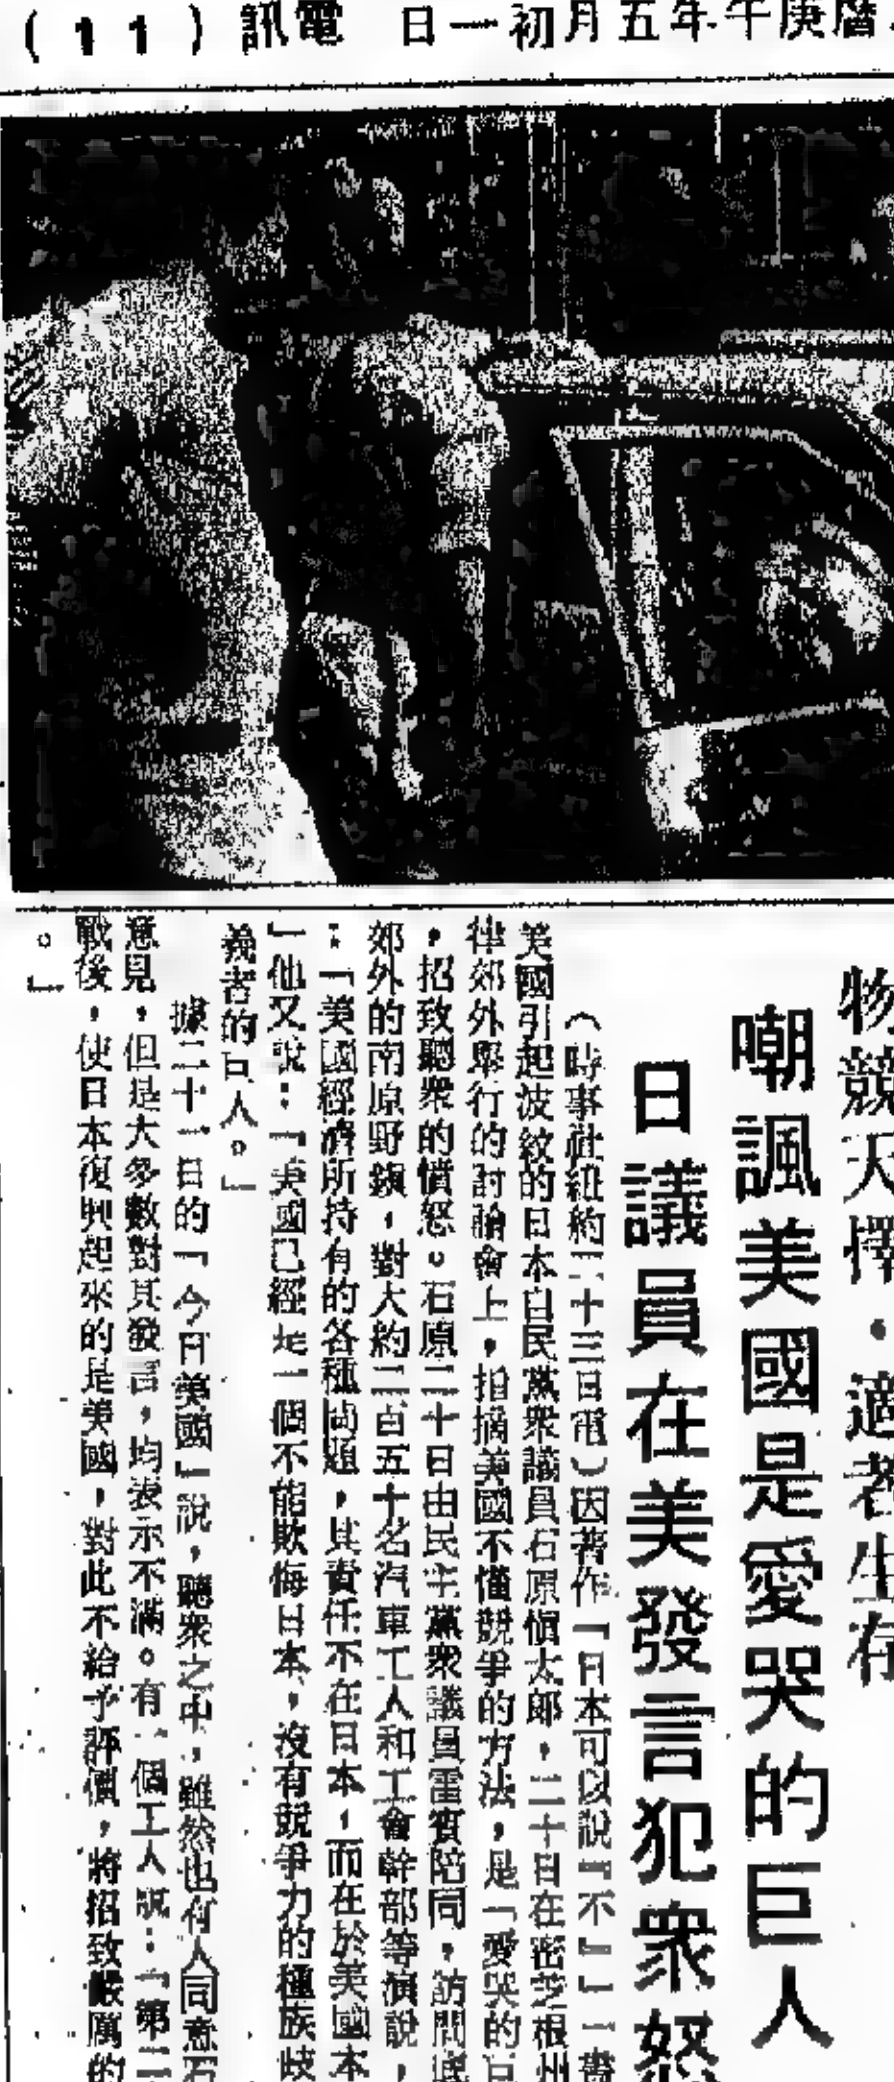 曆庚午年五月初一日 電訊 (11)
物競天擇・適者生存
嘲諷美國是愛哭的巨人
日議員在美發言犯衆怒
(時事社紐約二十三日電)因著作「日本可以說『不』」一書
美國引起波紋的日本自民黨衆議員石原愼太郎,二十日在密芝根州
律郊外舉行的討論會上,指摘美國不懂競爭的方法,是「愛哭的巨
,招致聽衆的憤怒。石原二十日由民主黨衆議員雷賓陪同,訪問
郊外的南原野鎮,對大約二百五十名汽車工人和工會幹部等演說,
:「美國經濟所持有的各種問題,其責任不在日本,而在於美國本
」他又說:「美國已經是一個不能欺侮日本,沒有競爭力的種族歧
義者的巨人。」
據二十一日的「今日美國」說,聽衆之中,雖然也有人同意石
意見,但是大多數對其發言,均表示不滿。有一個工人說:「第二
戰後,使日本復興起來的是美國,對此不給予評價,將招致嚴厲的
。」